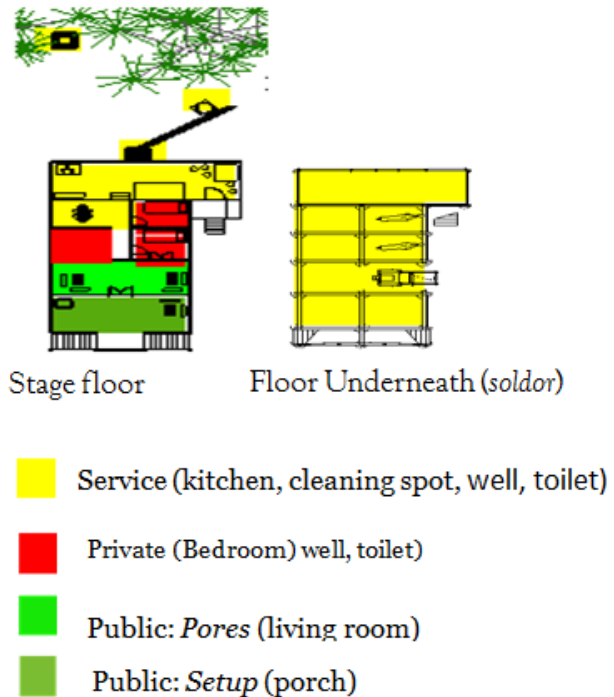 Stage floor
Floor Underneath (soldor)
Service (kitchen, cleaning spot, well, toilet)
Private (Bedroom) well, toilet)
Public: Pores (living room)
Public: Setup (porch)